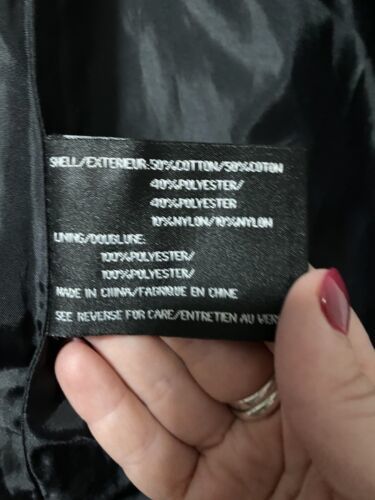 SHELL/EXTERIEUR:50%COTTON/50%COTON
40%POLYESTER/
40%POLYESTER
10%NYLON/10%NYLON
LINING/DOUBLURE:
100%POLYESTER/
100%POLYESTER/
MADE IN CHINA/FABRIQUE EN CHINE
SEE REVERSE FOR CARE/ENTRETIEN AU VER